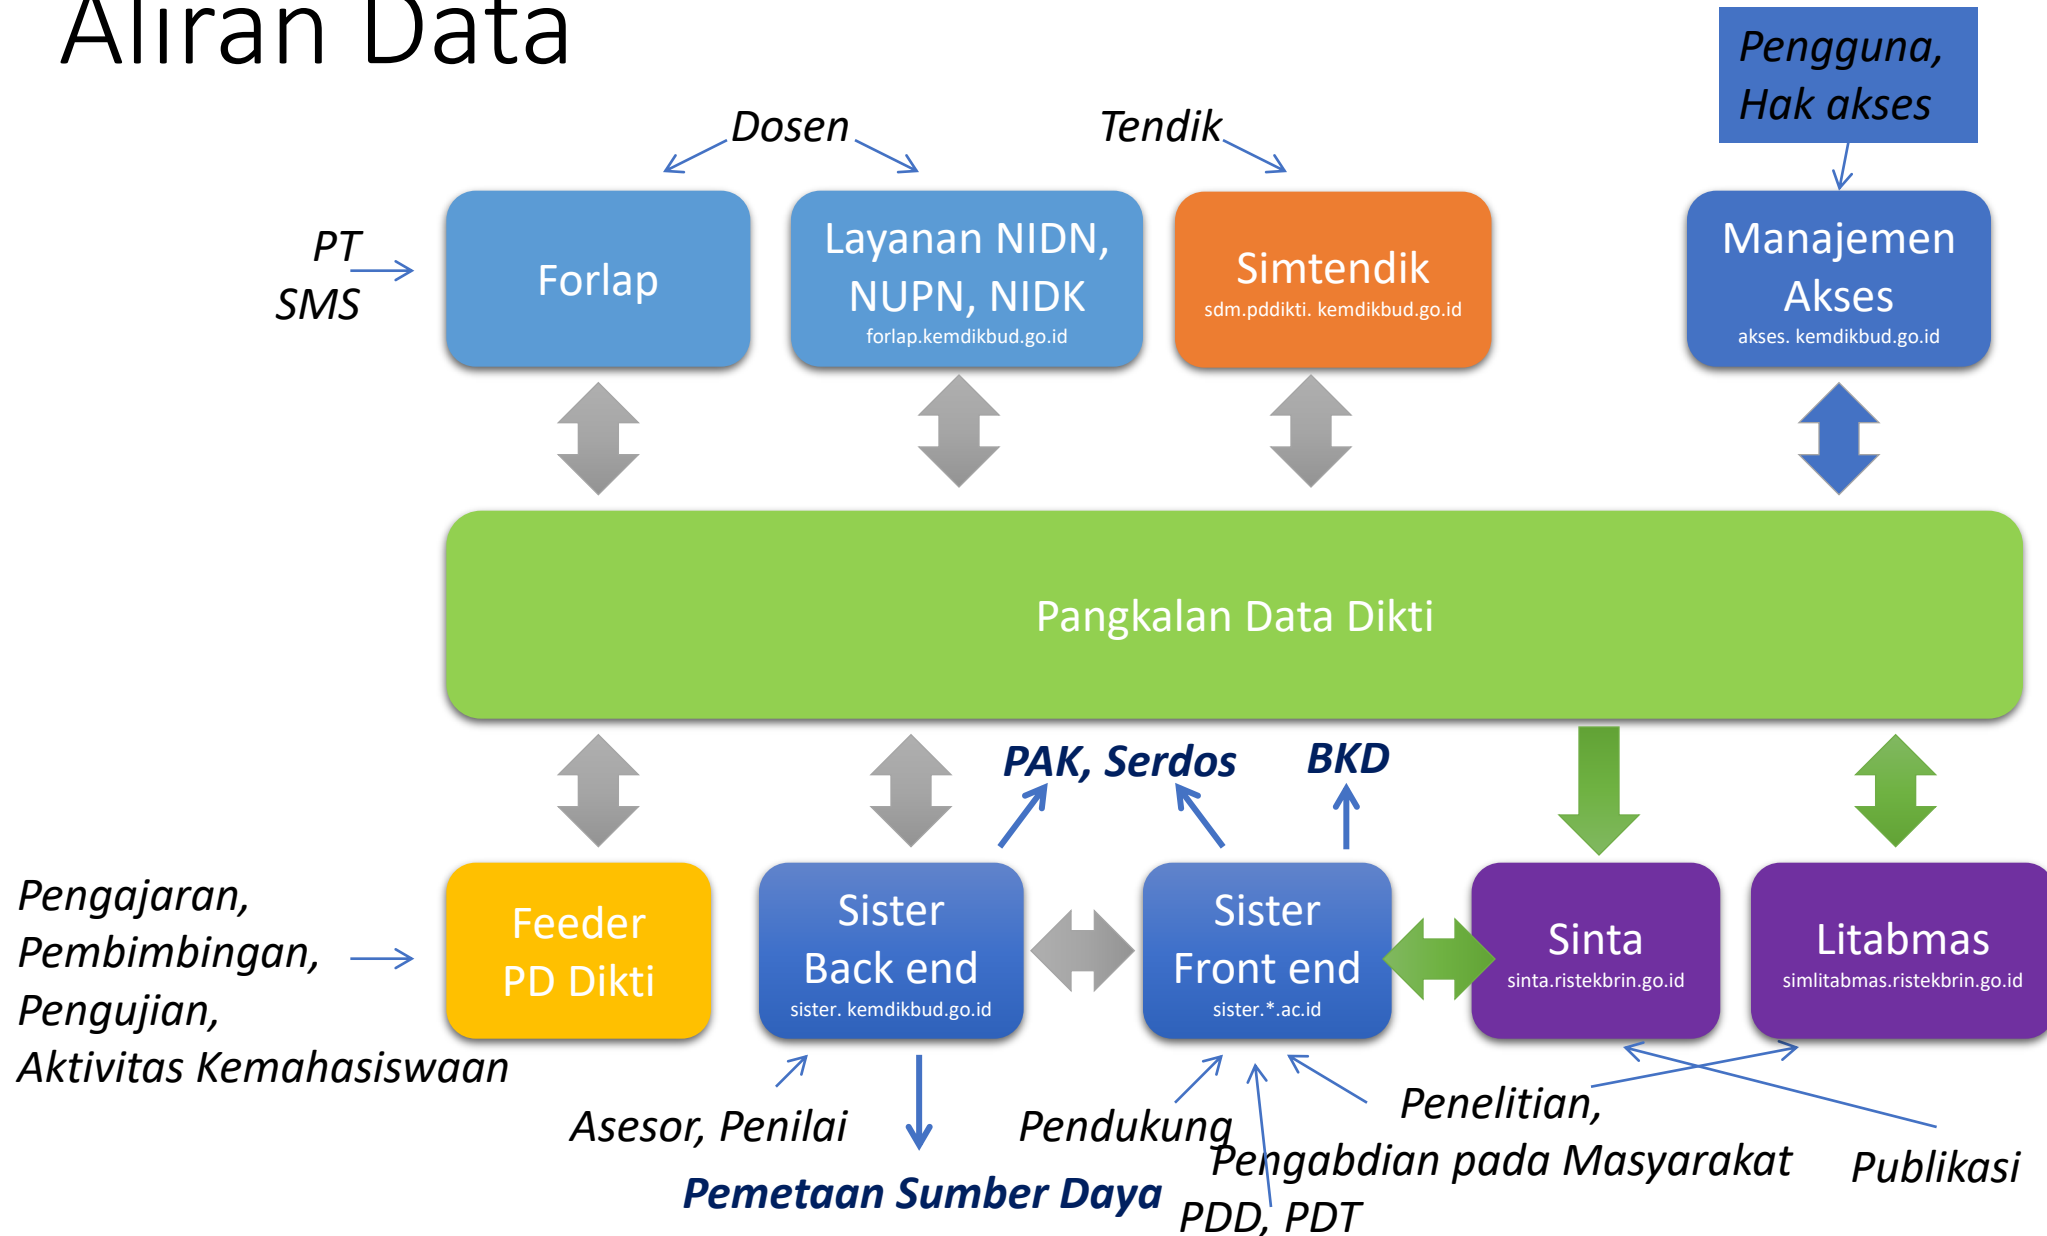 Aliran Data
Pengguna,
Hak akses
Dosen
Tendik
PT
SMS
Forlap
Layanan NIDN,
NUPN, NIDK
forlap.kemdikbud.go.id
Simtendik
sdm.pddikti. kemdikbud.go.id
Manajemen
Akses
akses. kemdikbud.go.id
Pangkalan Data Dikti
PAK, Serdos
BKD
Pengajaran,
Pembimbingan,
Pengujian,
Aktivitas Kemahasiswaan
Feeder
PD Dikti
Sister
Back end
sister. kemdikbud.go.id
Sister
Front end
sister.*.ac.id
Sinta
sinta.ristekbrin.go.id
Litabmas
simlitabmas.ristekbrin.go.id
Asesor, Penilai
Pemetaan Sumber Daya
Pendukung
Penelitian,
Pengabdian pada Masyarakat
Publikasi
PDD, PDT